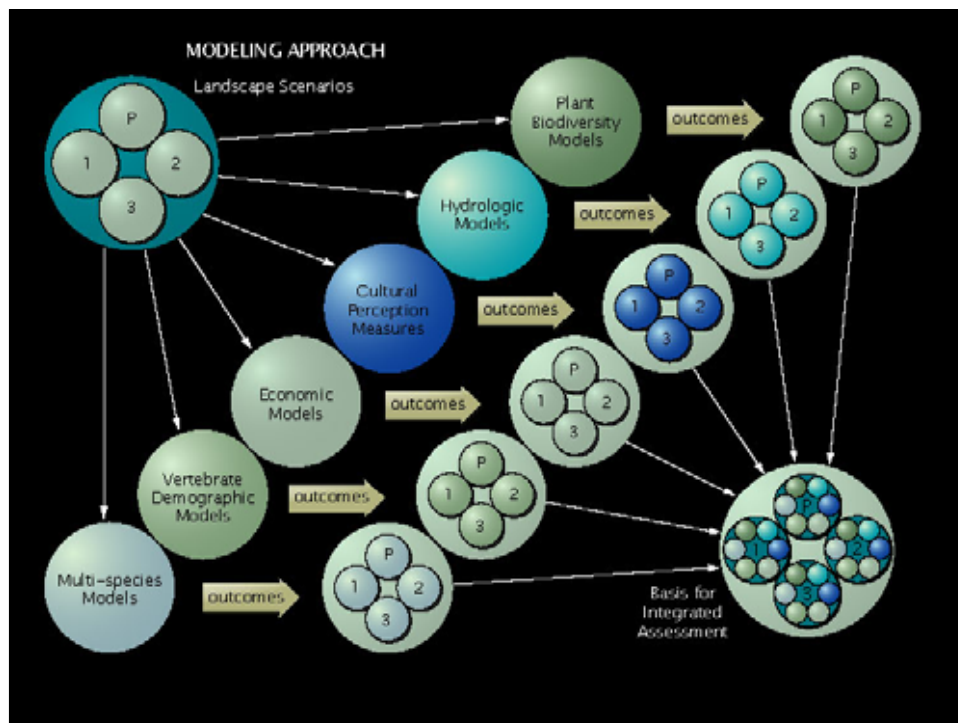 MODELING APPROACH
Landscape Scenarios
P
1
2
3
Plant
Biodiversity
Models
outcomes
P
1
2
3
Hydrologic
Models
outcomes
P
1
2
3
Cultural
Perception
Measures
outcomes
P
1
2
3
Economic
Models
outcomes
P
1
2
3
Vertebrate
Demographic
Models
outcomes
P
1
2
3
Multi-species
Models
outcomes
P
1
2
3
P
1
2
3
Basis for
Integrated
Assessment